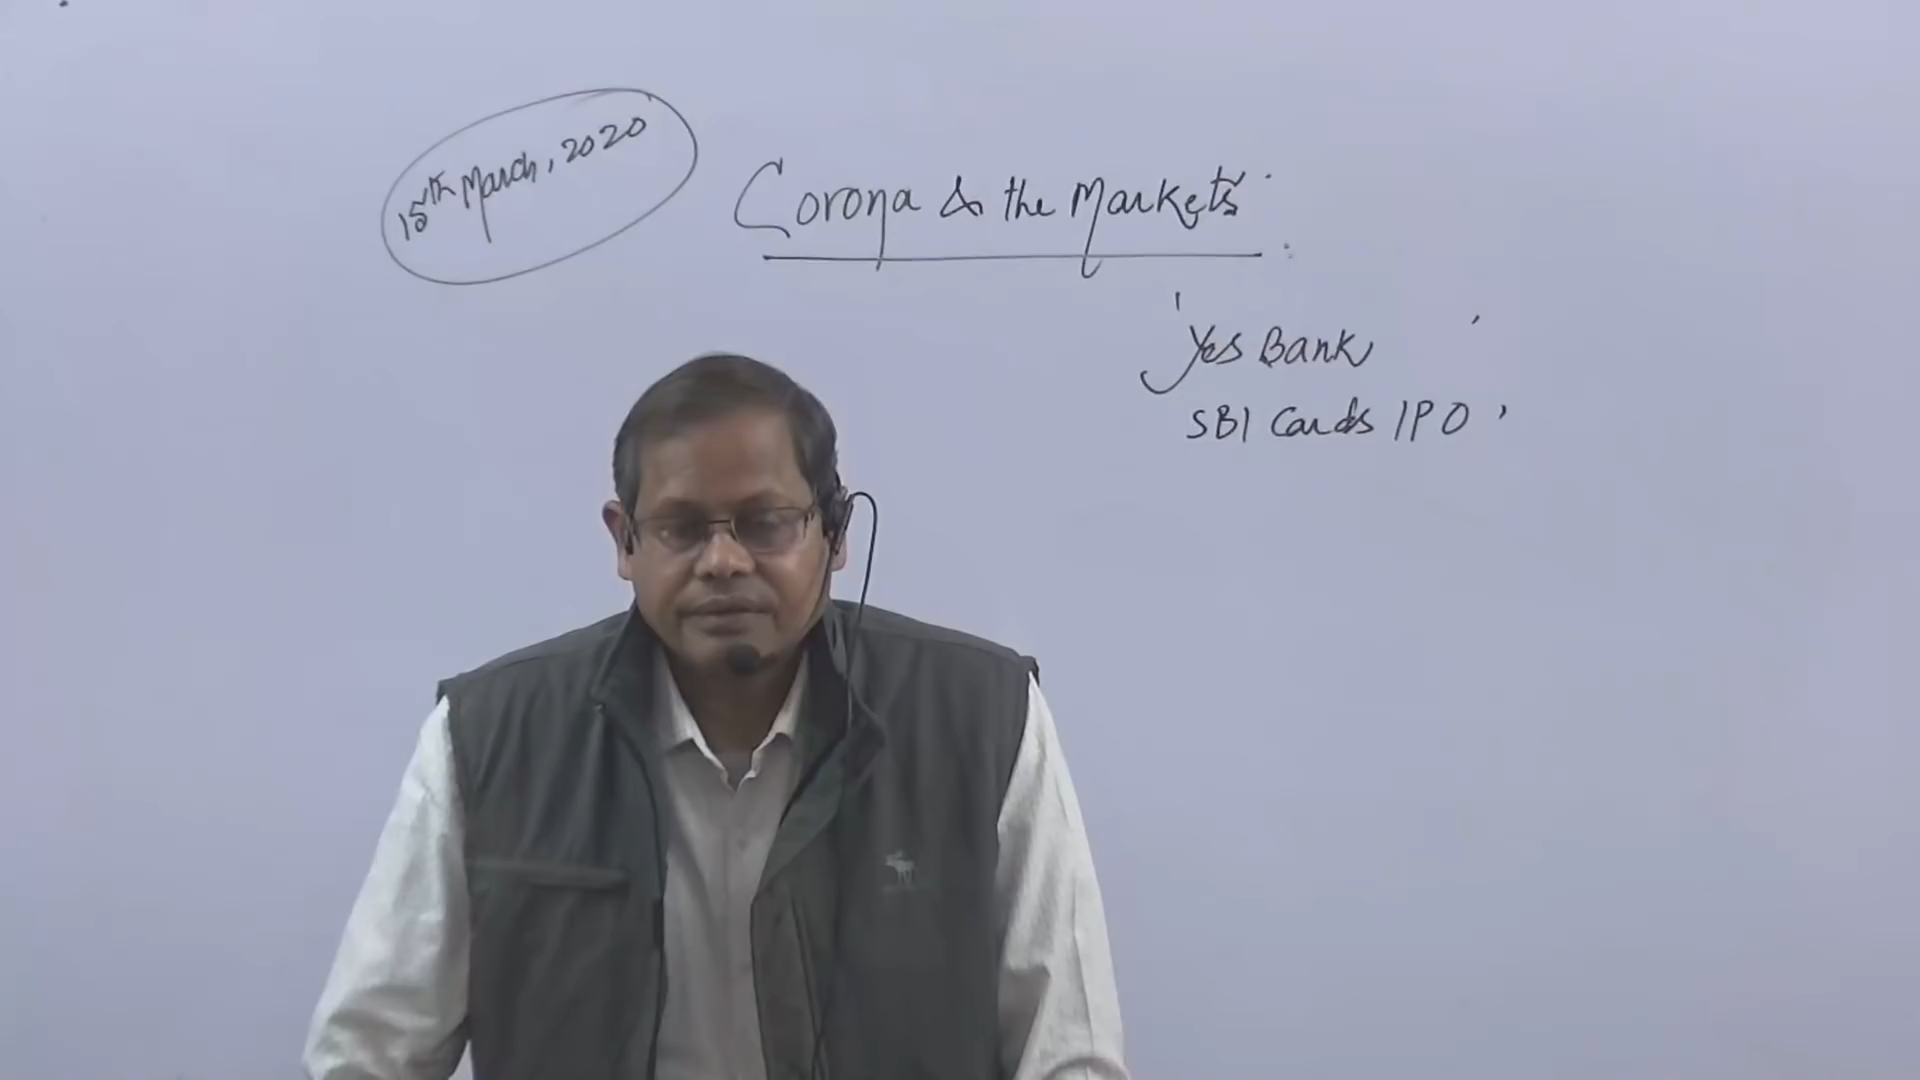 15th March, 2020
Corona & the Markets
Yes Bank
SBI Cards IPO